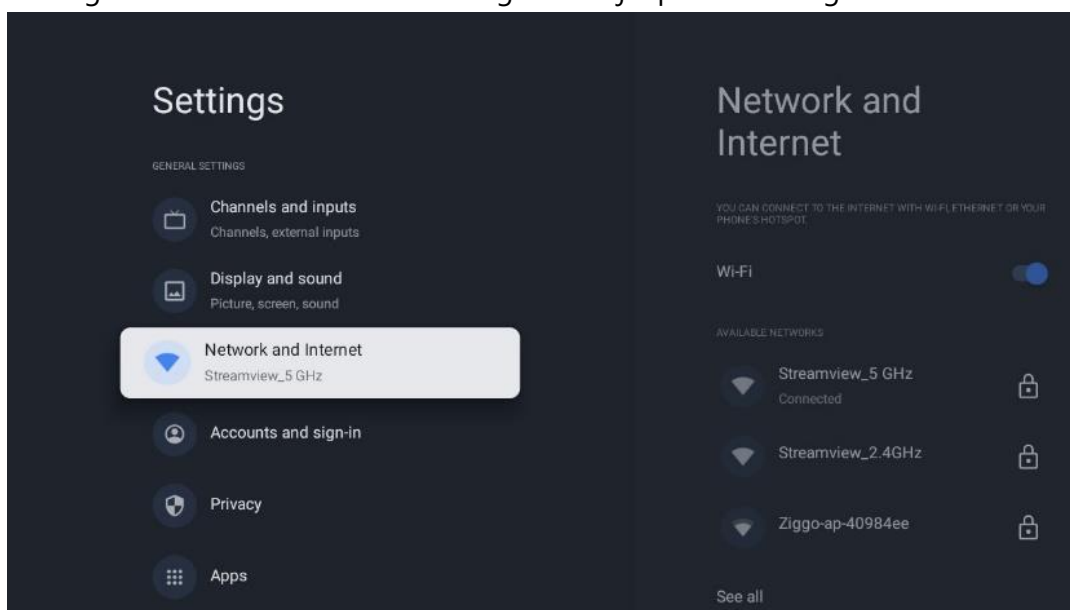 Settings
GENERAL SETTINGS
Channels and inputs
Channels, external inputs
Display and sound
Picture, screen, sound
Network and Internet
Streamview_5 GHz
Accounts and sign-in
Privacy
Apps
Network and
Internet
YOU CAN CONNECT TO THE INTERNET WITH WI-FI, ETHERNET OR YOUR
PHONE'S HOTSPOT.
Wi-Fi
AVAILABLE NETWORKS
Streamview_5 GHz
Connected
Streamview_2.4GHz
Ziggo-ap-40984ee
See all